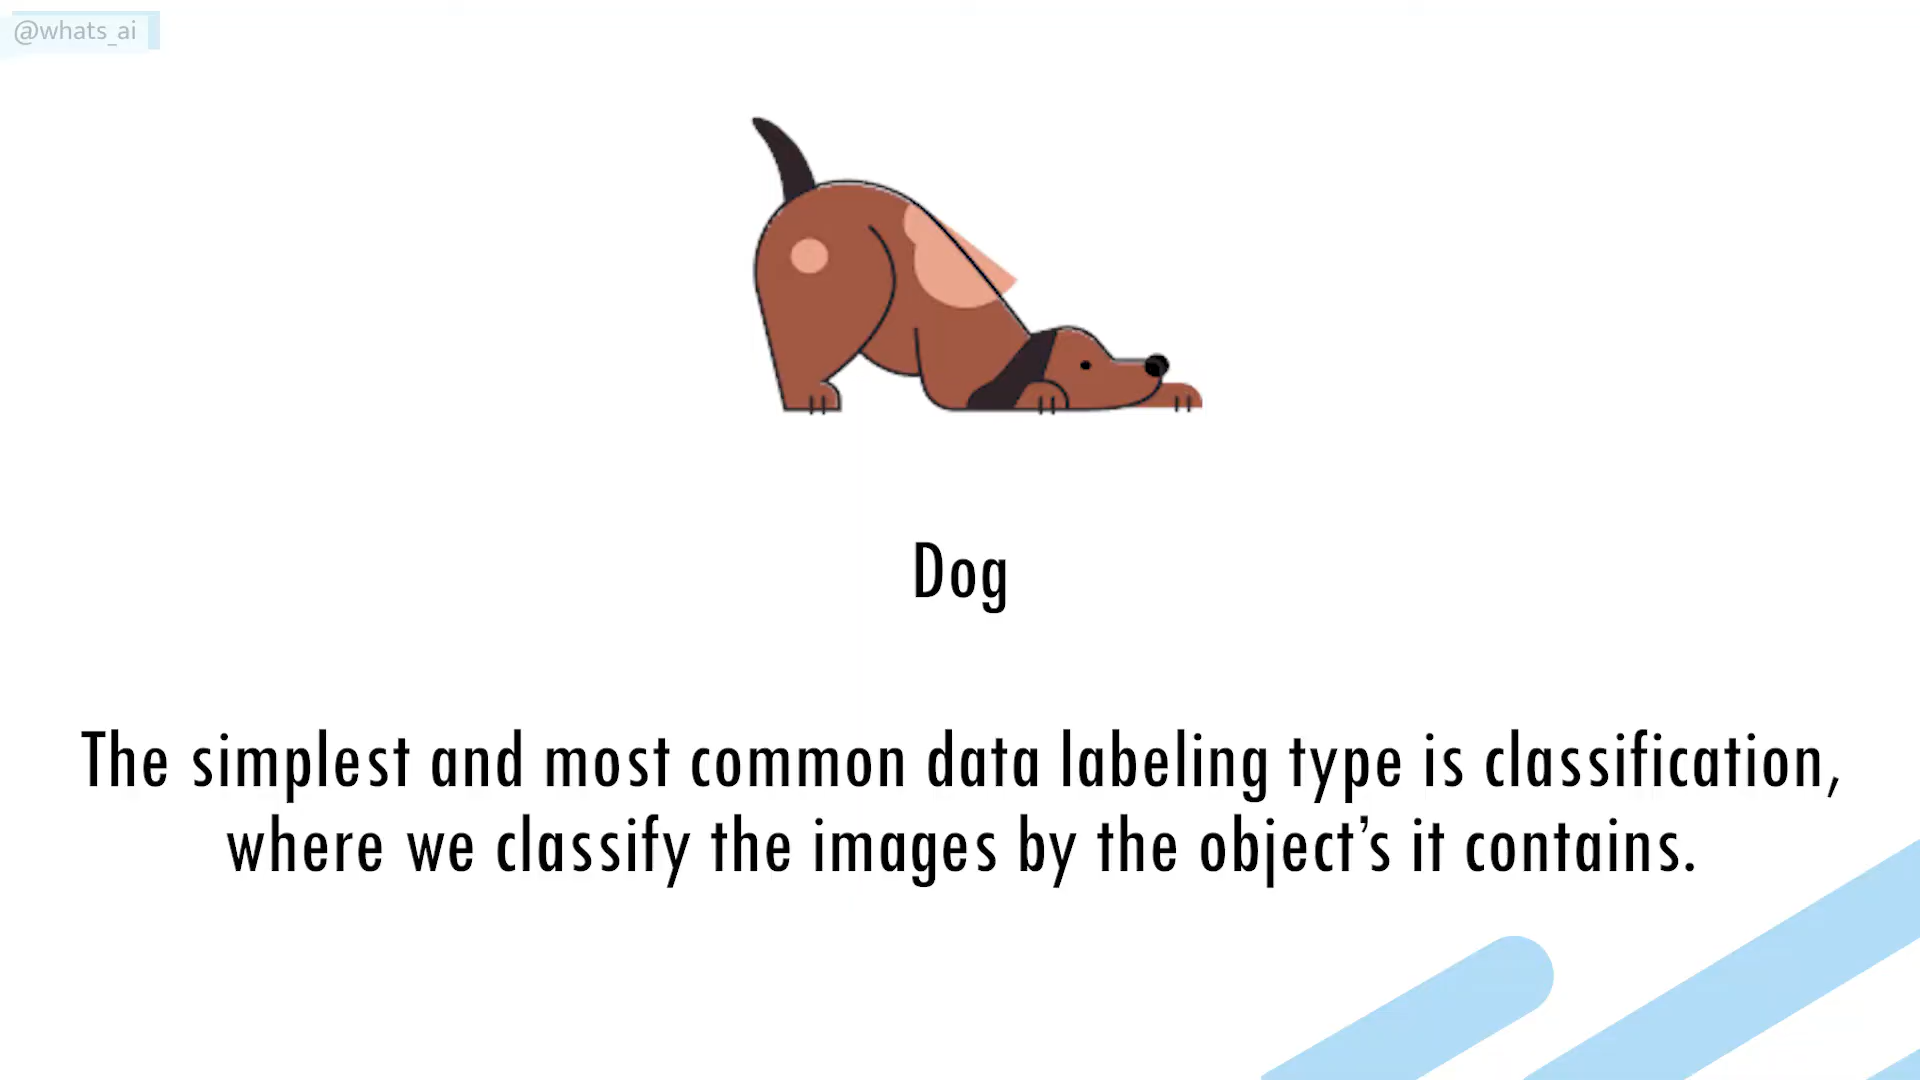 @whats_ai
Dog
The simplest and most common data labeling type is classification,
where we classify the images by the object’s it contains.